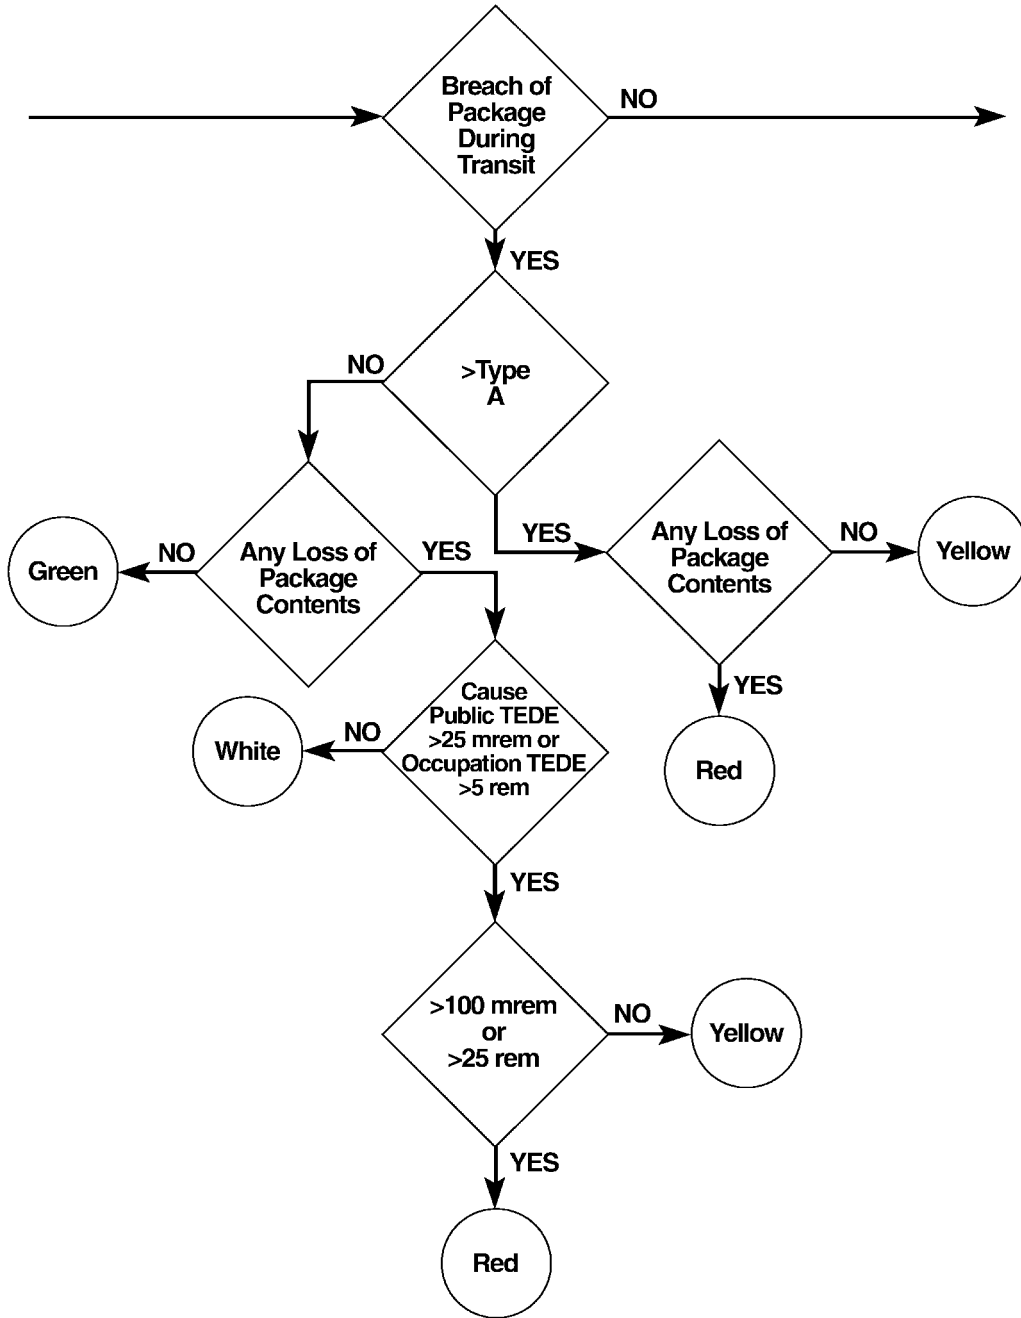 Breach of
Package
During
Transit
NO
YES
>Type
A
NO
YES
Any Loss of
Package
Contents
NO
Green
YES
Any Loss of
Package
Contents
NO
Yellow
YES
Red
Cause
Public TEDE
>25 mrem or
Occupation TEDE
>5 rem
NO
White
YES
>100 mrem
or
>25 rem
NO
Yellow
YES
Red